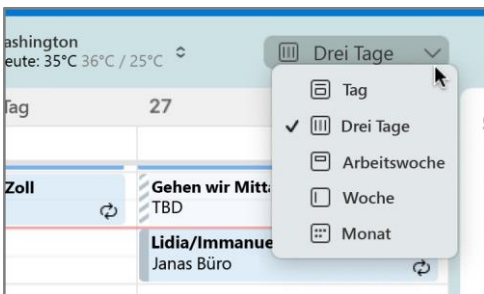 ashington
eute: 35°C 36°C / 25°C
Drei Tage
Tag
Drei Tage
Arbeitswoche
Woche
Monat
Tag
27
Zoll
Gehen wir Mitta
TBD
Lidia/Immanue
Janas Büro